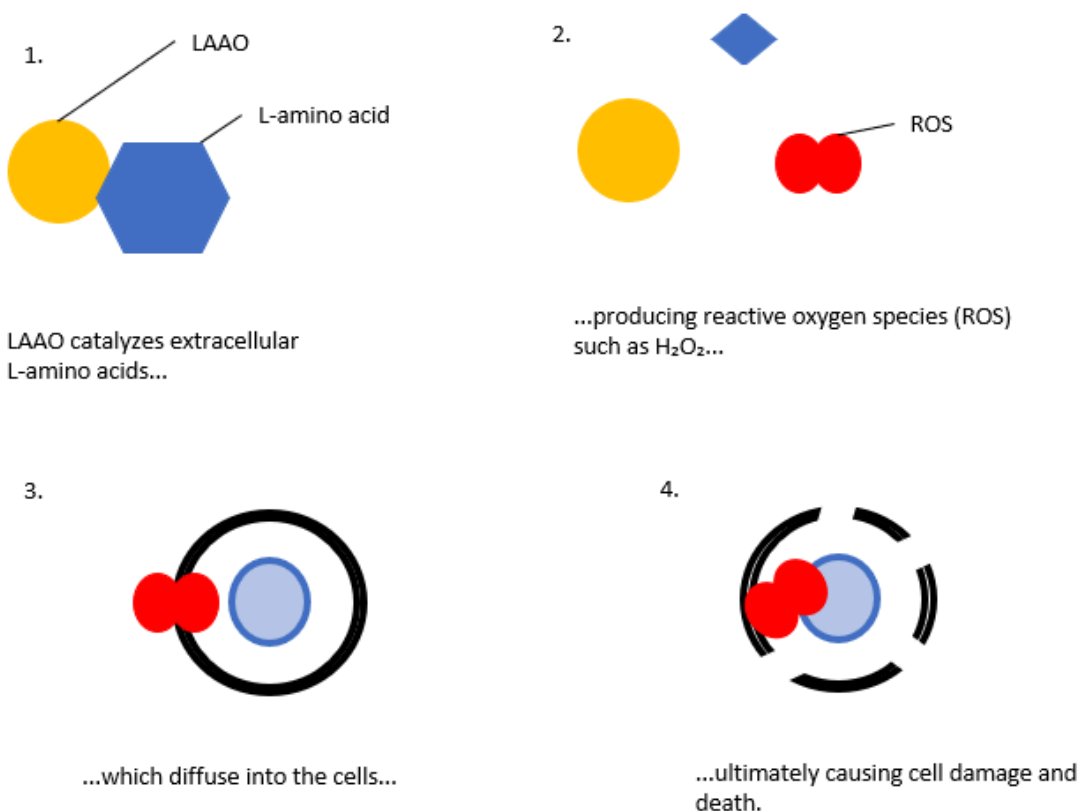 1.
LAAO
L-amino acid
LAAO catalyzes extracellular
L-amino acids...
2.
ROS
...producing reactive oxygen species (ROS)
such as H₂O₂...
3.
...which diffuse into the cells...
4.
...ultimately causing cell damage and
death.